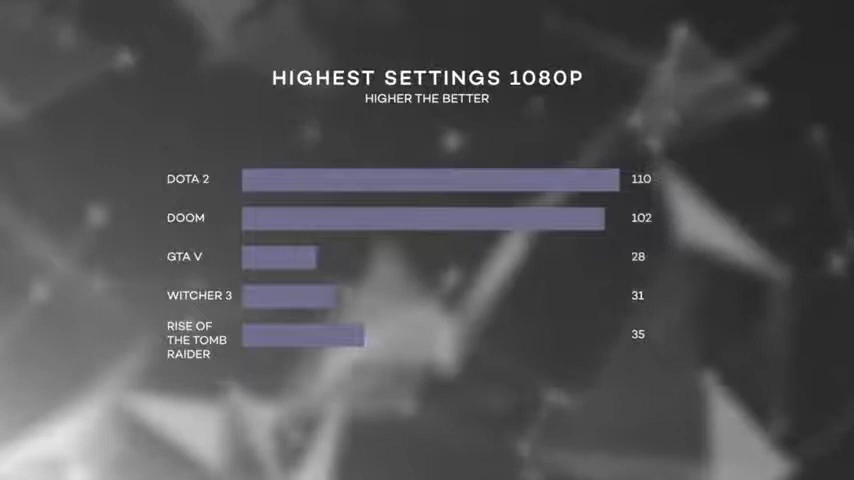 HIGHEST SETTINGS 1080P
HIGHER THE BETTER
DOTA 2 110
DOOM 102
GTA V 28
WITCHER 3 31
RISE OF
THE TOMB
RAIDER
35